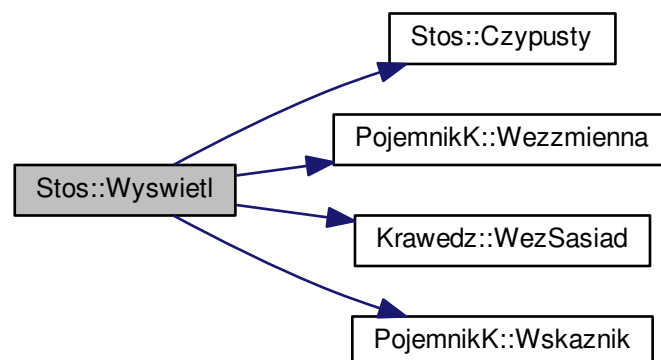 Stos::Czypusty
PojemnikK::Wezzmienna
Stos::Wyswietl
Krawedz::WezSasiad
PojemnikK::Wskaznik